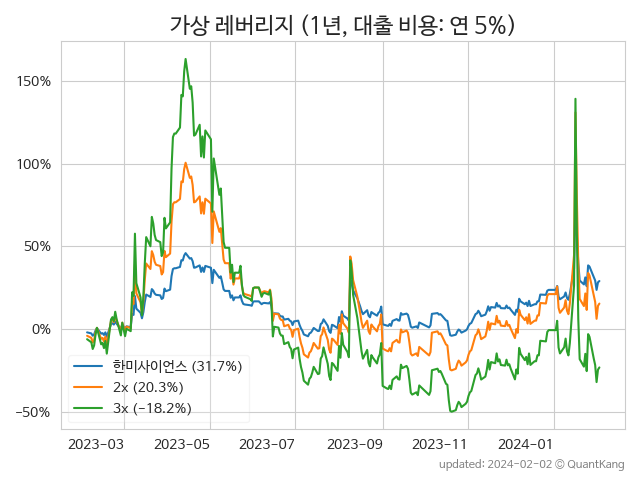 가상 레버리지 (1년, 대출 비용: 연 5%)
150%
100%
50%
0%
−50%
한미사이언스 (31.7%)
2x (20.3%)
3x (−18.2%)
2023−03 2023−05 2023−07 2023−09 2023−11 2024−01
updated: 2024-02-02 © QuantKang